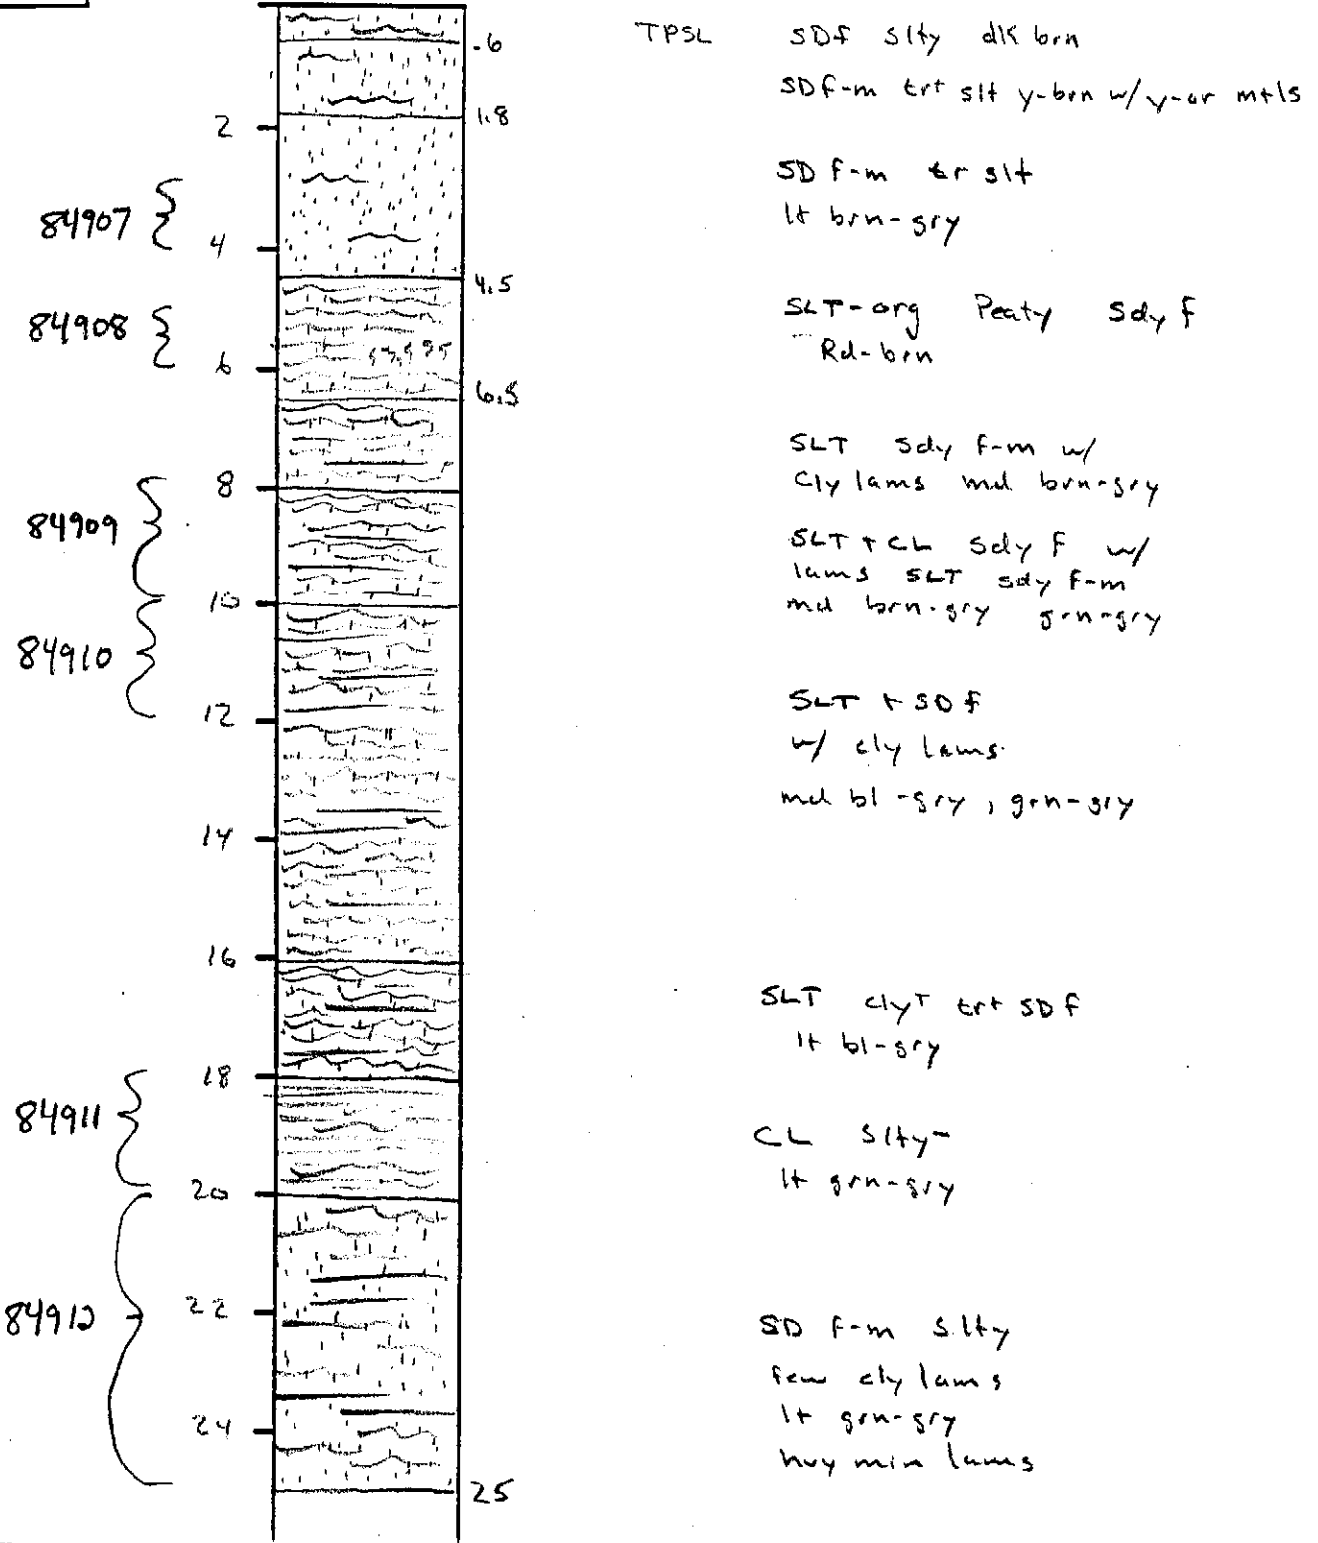 TPSL SDf slty dk brn
.6
SDf-m tr+ slt y-brn w/ y-or mtls
1.8
2
SD f-m tr slt
lt brn-gry
84907
4
4.5
SLT-org Peaty Sdy f
Rd-brn
84908
6
6.5
SLT Sdy f-m w/
cly lams md brn-gry
8
84909
SLT + CL Sdy f w/
lams SLT sdy f-m
md brn-gry grn-gry
10
84910
SLT + SD f
w/ cly lams
md bl-gry, grn-gry
12
14
16
SLT cly+ tr+ SD f
lt bl-gry
18
84911
CL Slty-
lt grn-gry
20
84912
22
SD f-m Slty
few cly lams
lt grn-gry
hvy min lams
24
25